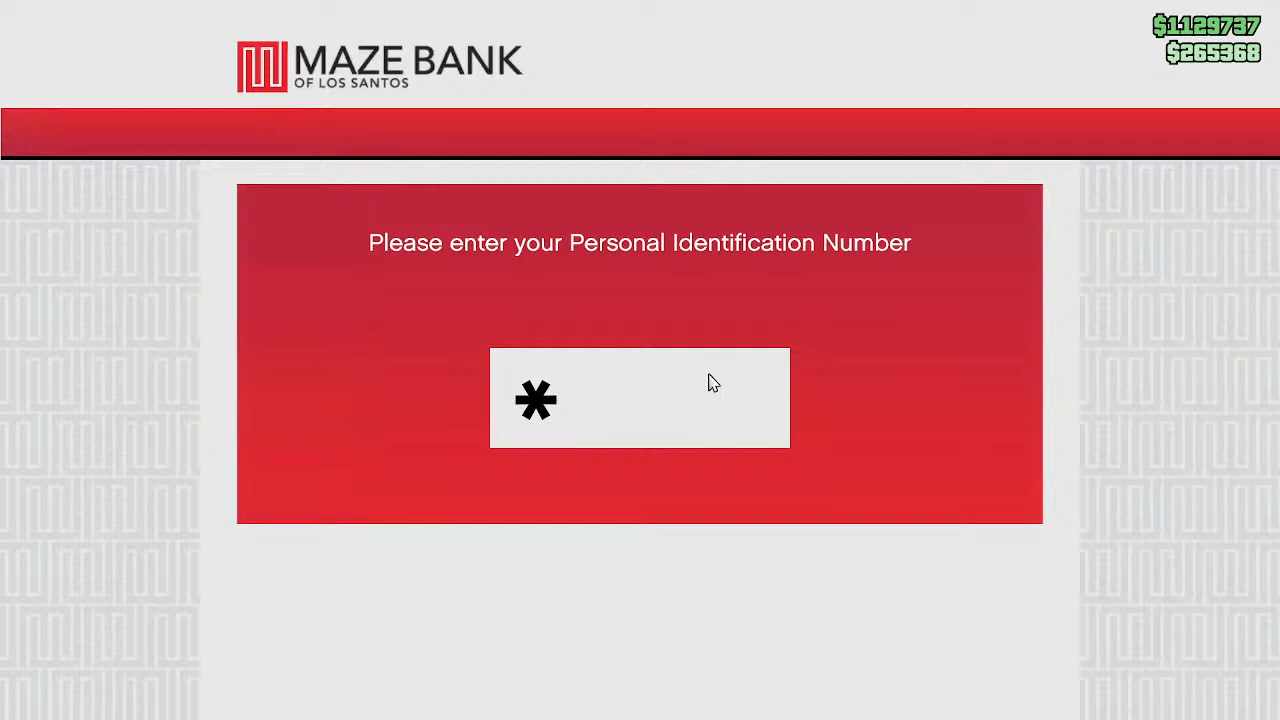 $1129737
$265368
MAZE BANK
OF LOS SANTOS
Please enter your Personal Identification Number
*